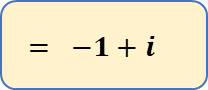 = −1 + i